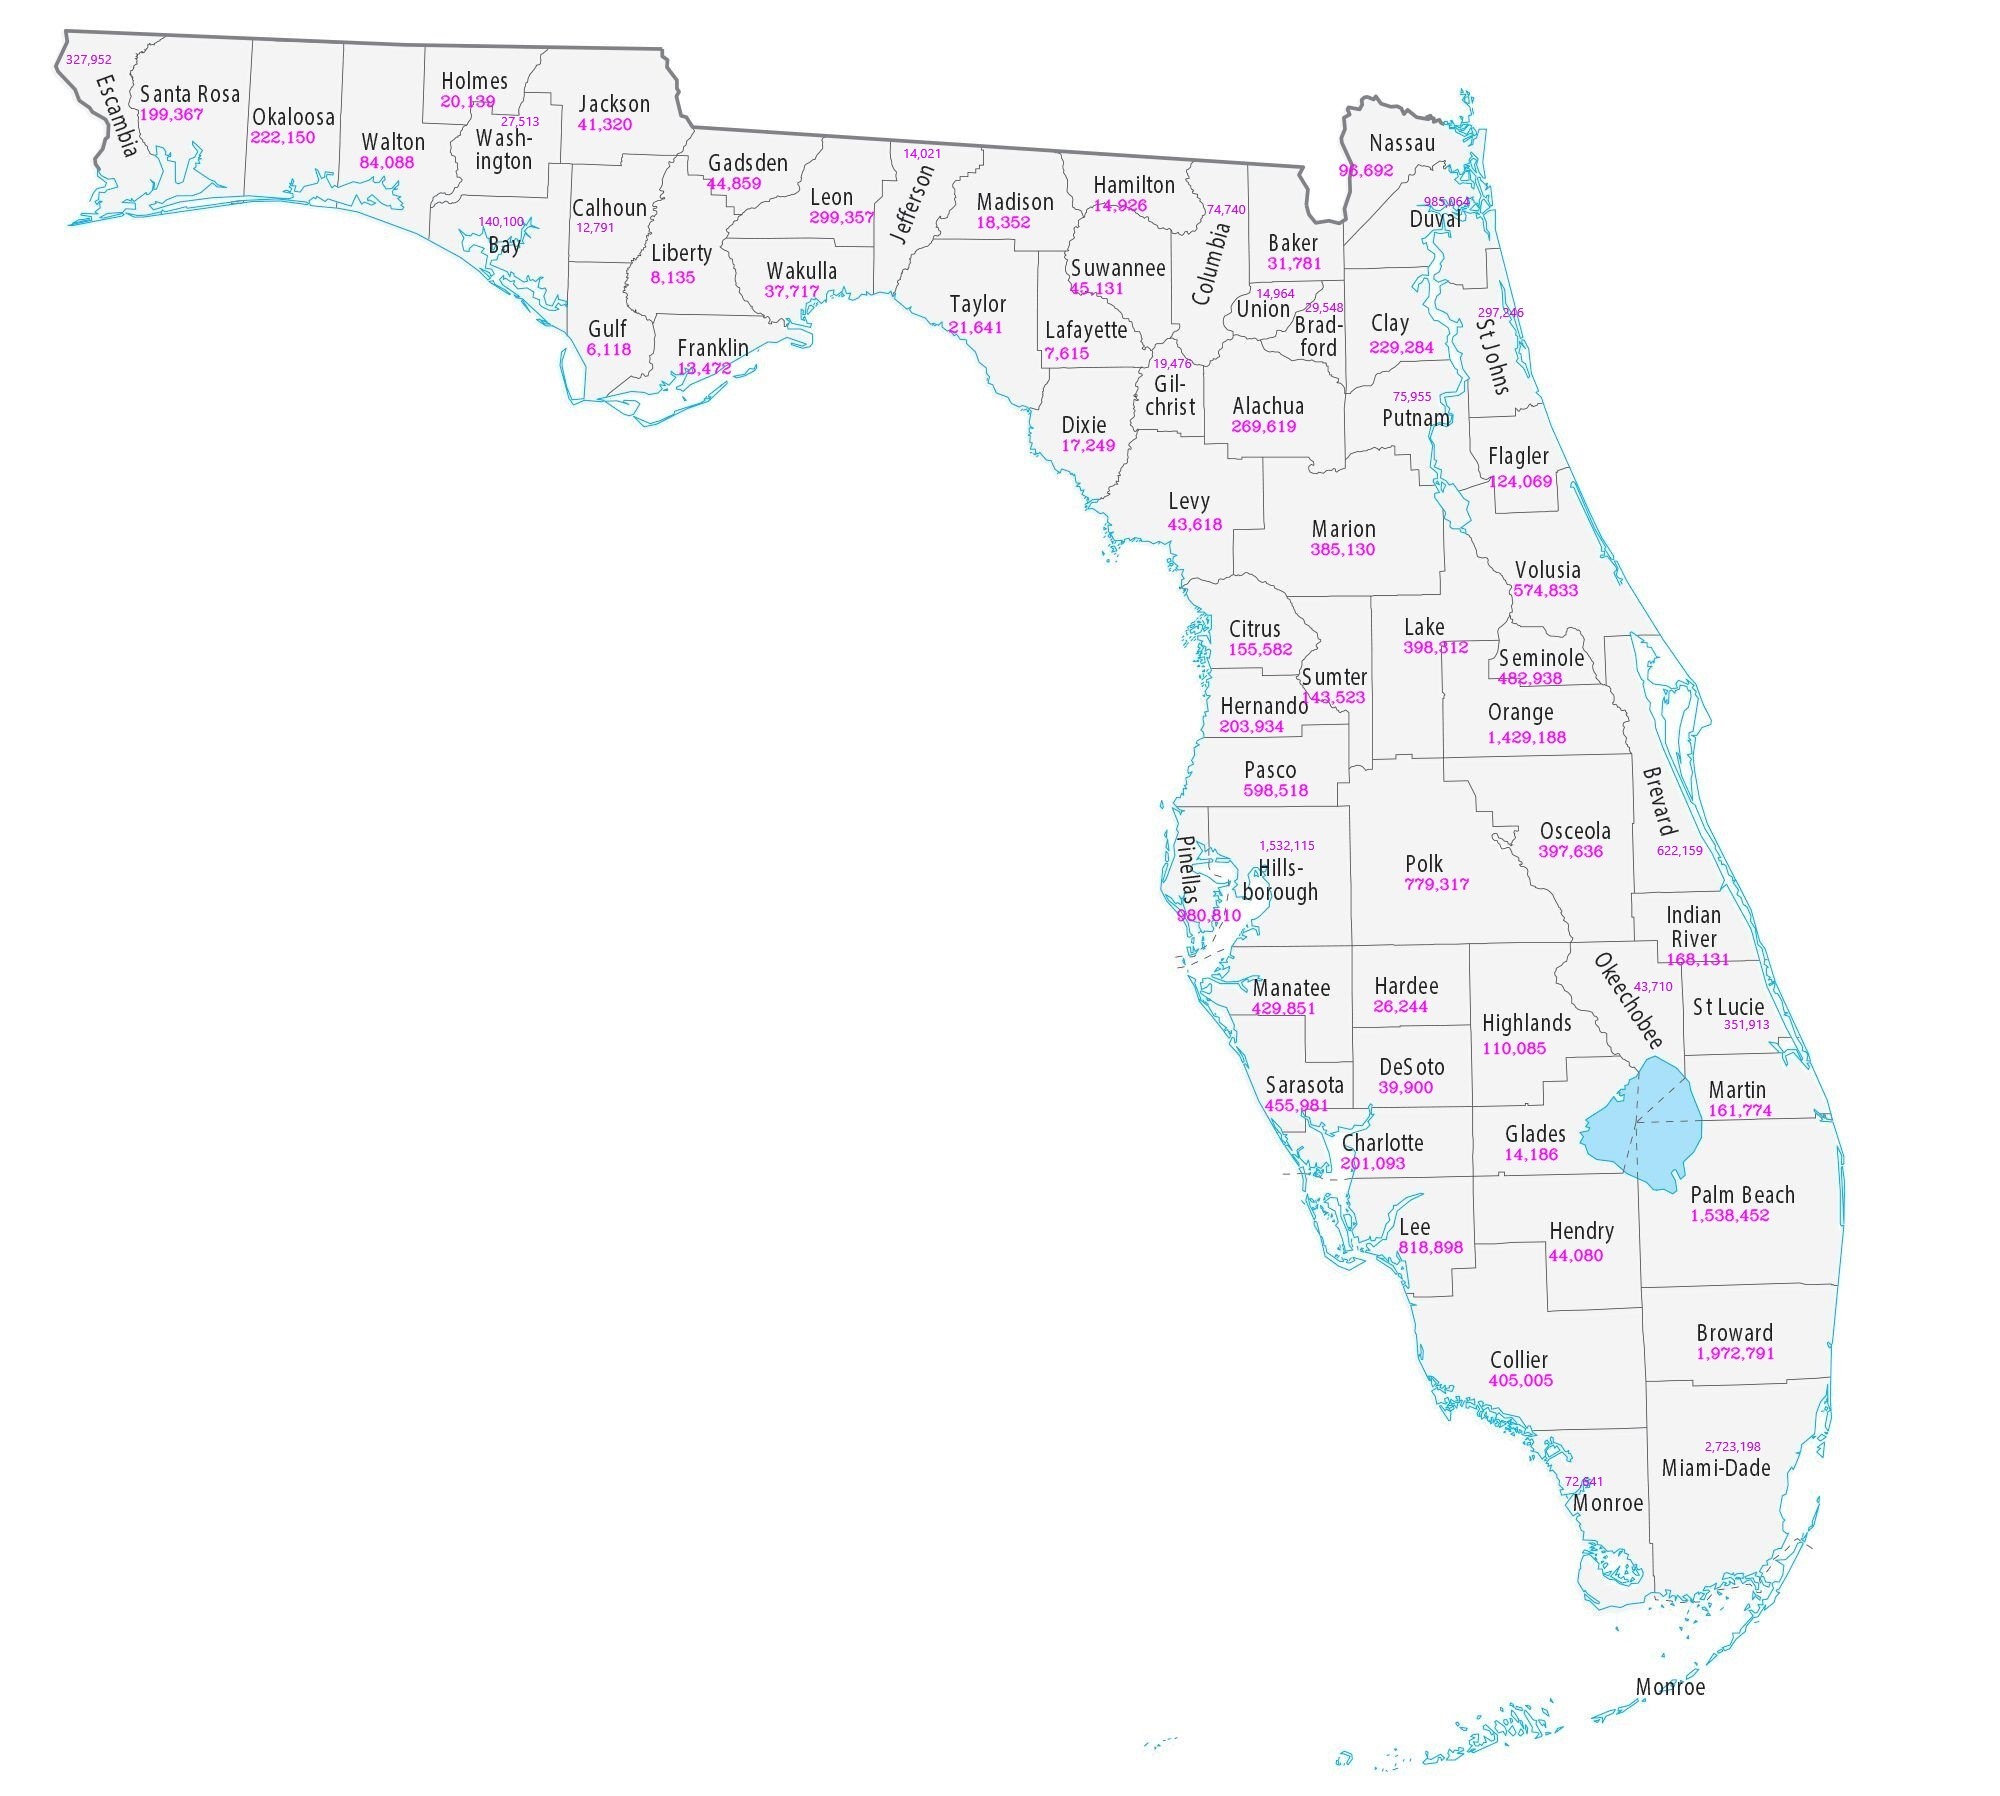 327,952
Escambia
Santa Rosa
199,367
Okaloosa
222,150
Walton
84,088
Holmes
20,139
27,513
Wash-
ington
Jackson
41,320
140,100
Bay
Calhoun
12,791
Gulf
6,118
Liberty
8,135
Franklin
13,472
Gadsden
44,859
Leon
299,357
Wakulla
37,717
14,021
Jefferson
Madison
18,352
Taylor
21,641
Hamilton
14,926
Suwannee
45,131
Lafayette
7,615
Dixie
17,249
74,740
Columbia
Baker
31,781
14,964
Union
29,548
Brad-
ford
19,476
Gil-
christ
Alachua
269,619
Nassau
96,692
985,064
Duval
Clay
229,284
297,246
St Johns
75,955
Putnam
Flagler
124,069
Levy
43,618
Marion
385,130
Volusia
574,833
Citrus
155,582
Sumter
143,523
Lake
398,312
Seminole
482,938
Hernando
203,934
Orange
1,429,188
Pasco
598,518
Pinellas
980,810
1,532,115
Hills-
borough
Polk
779,317
Osceola
397,636
Brevard
622,159
Indian
River
168,131
Manatee
429,851
Hardee
26,244
Highlands
110,085
Okeechobee
43,710
St Lucie
351,913
Sarasota
455,981
DeSoto
39,900
Martin
161,774
Charlotte
201,093
Glades
14,186
Palm Beach
1,538,452
Lee
818,898
Hendry
44,080
Collier
405,005
Broward
1,972,791
2,723,198
Miami-Dade
72,641
Monroe
Monroe